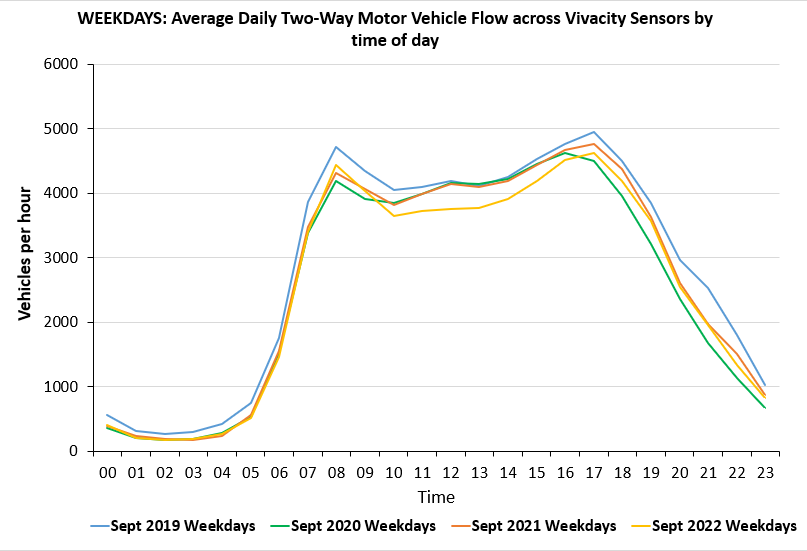 WEEKDAYS: Average Daily Two-Way Motor Vehicle Flow across Vivacity Sensors by
time of day
6000
5000
4000
3000
2000
1000
0
Vehicles per hour
00 01 02 03 04 05 06 07 08 09 10 11 12 13 14 15 16 17 18 19 20 21 22 23
Time
Sept 2019 Weekdays Sept 2020 Weekdays Sept 2021 Weekdays Sept 2022 Weekdays